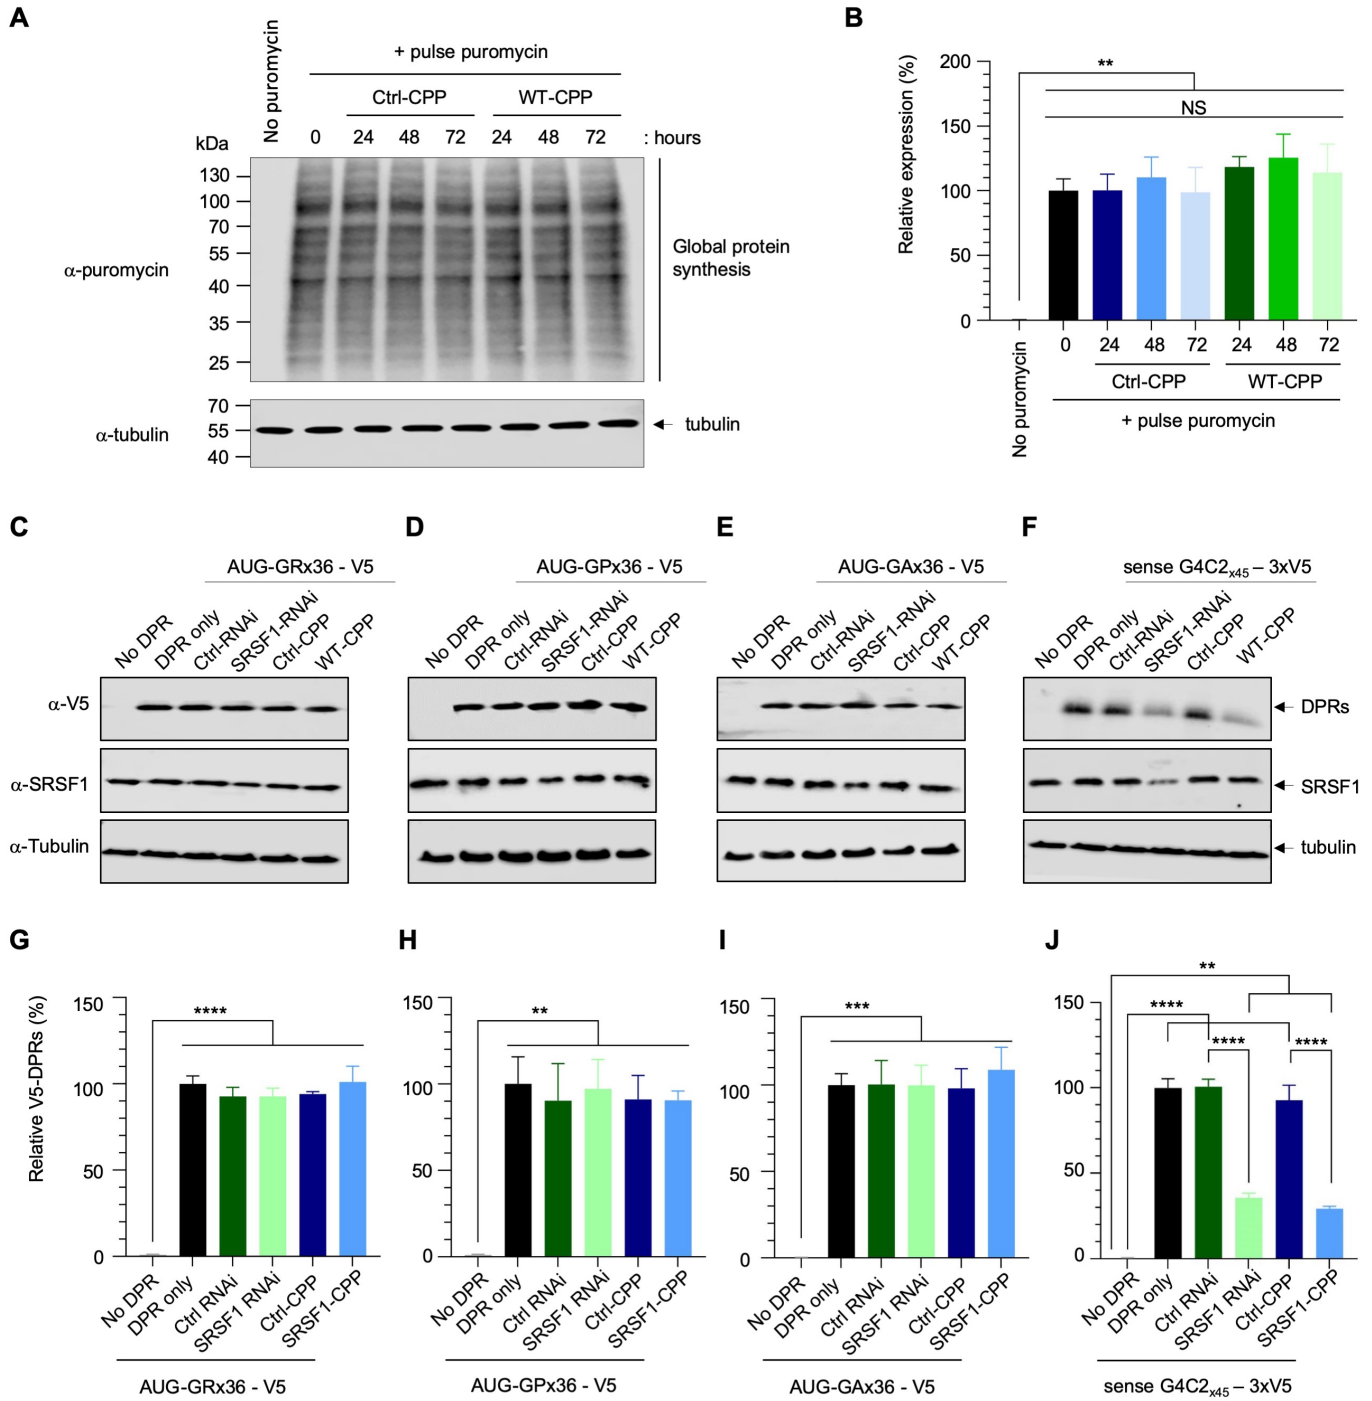 A
No puromycin
+ pulse puromycin
Ctrl-CPP
WT-CPP
kDa
0
24
48
72
24
48
72
: hours
130
100
70
55
40
35
25
α-puromycin
Global protein
synthesis
70
55
40
α-tubulin
tubulin
B
Relative expression (%)
200
150
100
50
0
**
NS
No puromycin
0
24
48
72
24
48
72
Ctrl-CPP
WT-CPP
+ pulse puromycin
C
AUG-GRx36 - V5
No DPR
DPR only
Ctrl-RNAi
SRSF1-RNAi
Ctrl-CPP
WT-CPP
α-V5
α-SRSF1
α-Tubulin
D
AUG-GPx36 - V5
No DPR
DPR only
Ctrl-RNAi
SRSF1-RNAi
Ctrl-CPP
WT-CPP
E
AUG-GAx36 - V5
No DPR
DPR only
Ctrl-RNAi
SRSF1-RNAi
Ctrl-CPP
WT-CPP
F
sense G4C2x45 – 3xV5
No DPR
DPR only
Ctrl-RNAi
SRSF1-RNAi
Ctrl-CPP
WT-CPP
DPRs
SRSF1
tubulin
G
Relative V5-DPRs (%)
150
100
50
0
****
No DPR
DPR only
Ctrl RNAi
SRSF1 RNAi
Ctrl-CPP
SRSF1-CPP
AUG-GRx36 - V5
H
150
100
50
0
**
No DPR
DPR only
Ctrl RNAi
SRSF1 RNAi
Ctrl-CPP
SRSF1-CPP
AUG-GPx36 - V5
I
150
100
50
0
***
No DPR
DPR only
Ctrl RNAi
SRSF1 RNAi
Ctrl-CPP
SRSF1-CPP
AUG-GAx36 - V5
J
150
100
50
0
**
****
****
****
No DPR
DPR only
Ctrl RNAi
SRSF1 RNAi
Ctrl-CPP
SRSF1-CPP
sense G4C2x45 – 3xV5